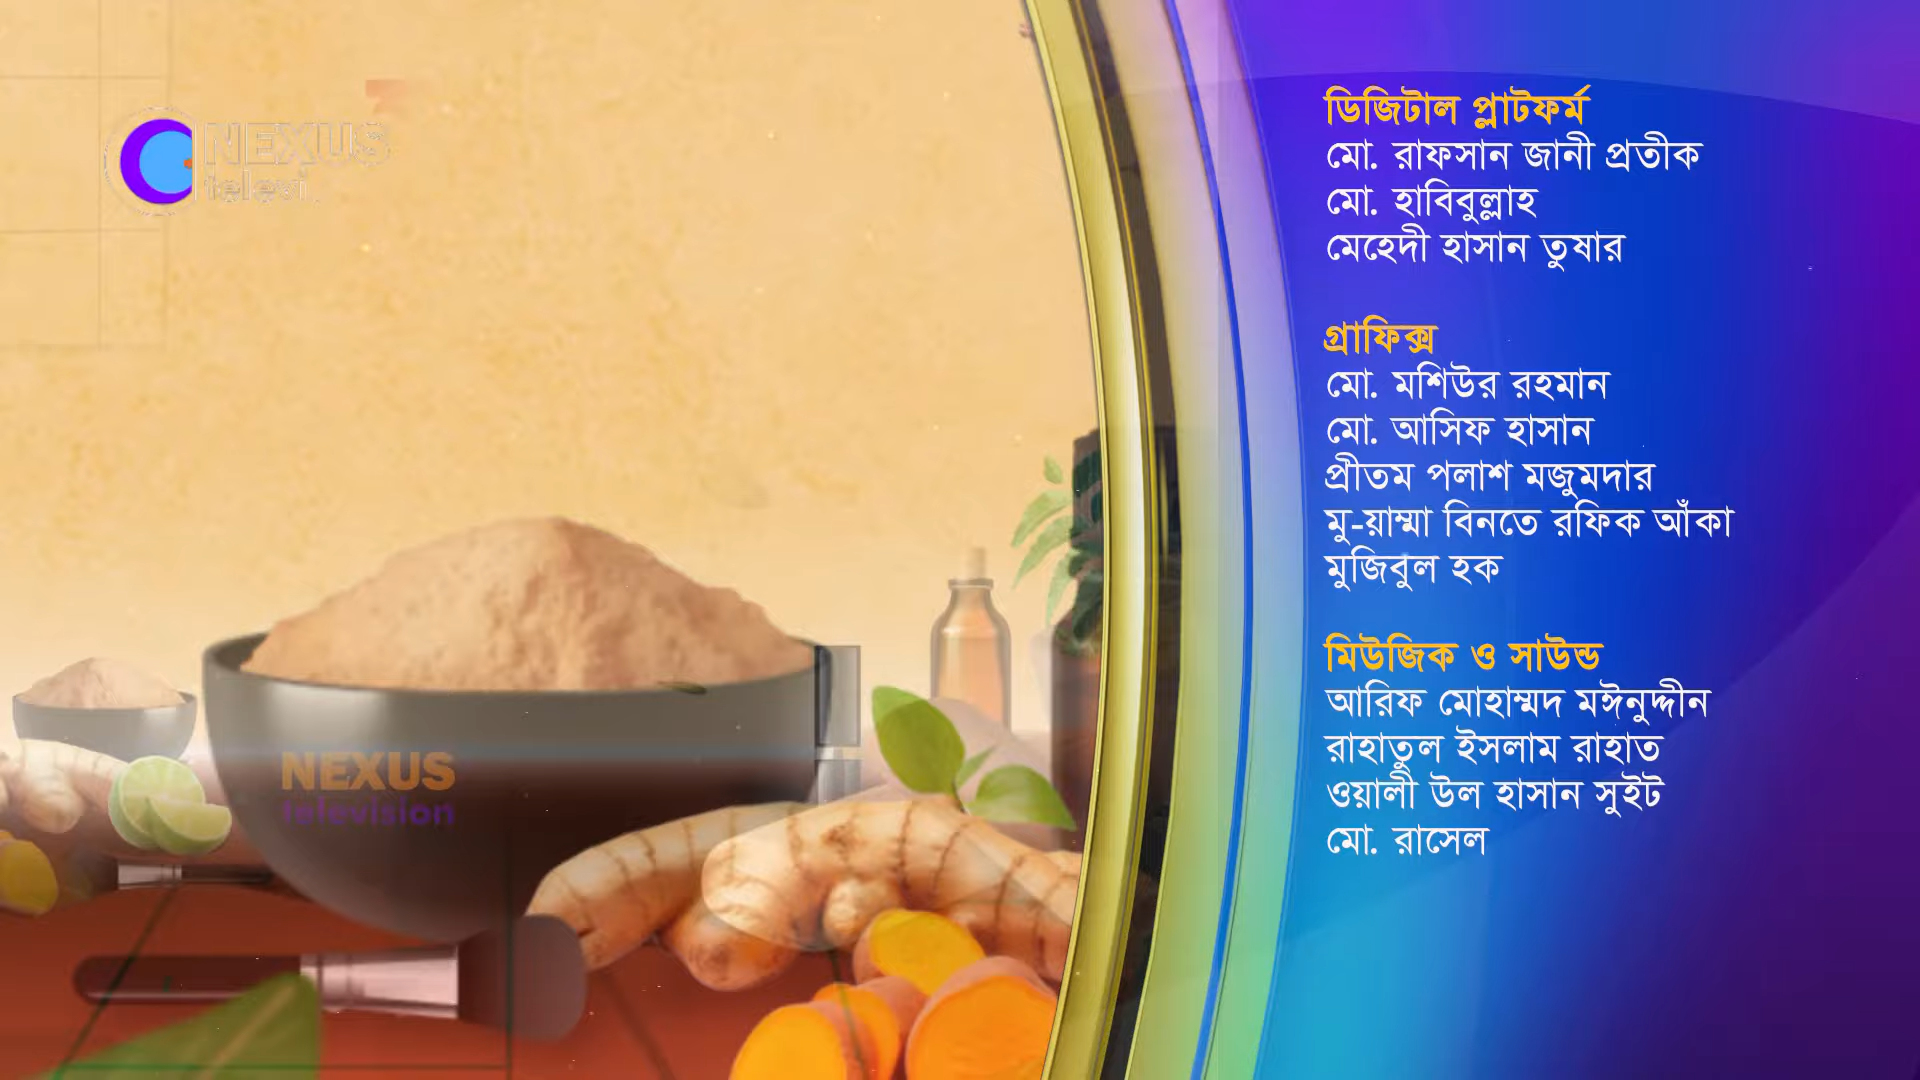 NEXUS
televi
NEXUS
television
ডিজিটাল প্লাটফর্ম
মো. রাফসান জানী প্রতীক
মো. হাবিবুল্লাহ
মেহেদী হাসান তুষার
গ্রাফিক্স
মো. মশিউর রহমান
মো. আসিফ হাসান
প্রীতম পলাশ মজুমদার
মু-য়াম্মা বিনতে রফিক আঁকা
মুজিবুল হক
মিউজিক ও সাউন্ড
আরিফ মোহাম্মদ মঈনুদ্দীন
রাহাতুল ইসলাম রাহাত
ওয়ালী উল হাসান সুইট
মো. রাসেল